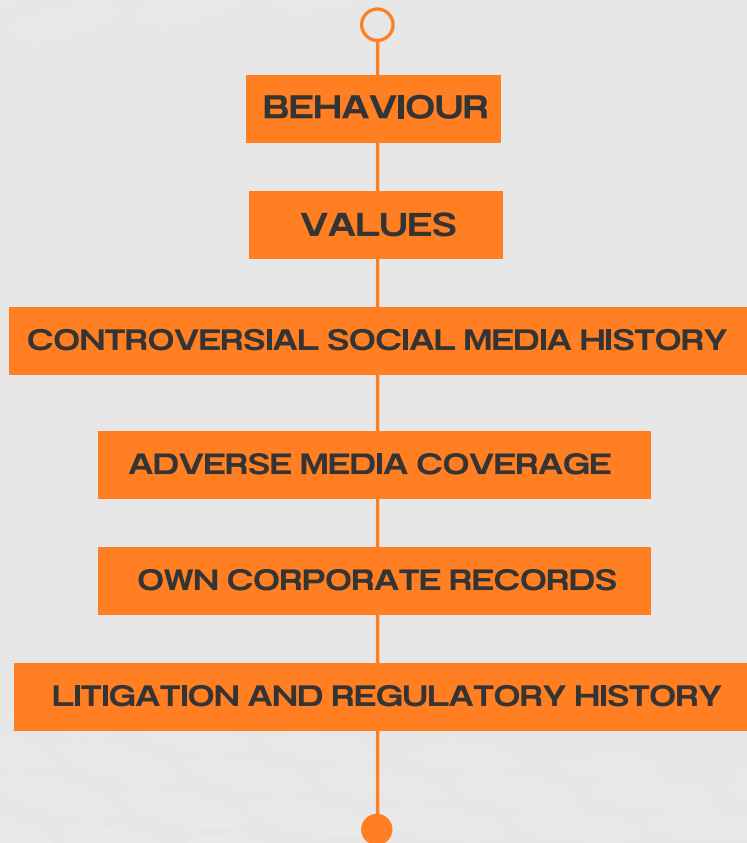 BEHAVIOUR
VALUES
CONTROVERSIAL SOCIAL MEDIA HISTORY
ADVERSE MEDIA COVERAGE
OWN CORPORATE RECORDS
LITIGATION AND REGULATORY HISTORY